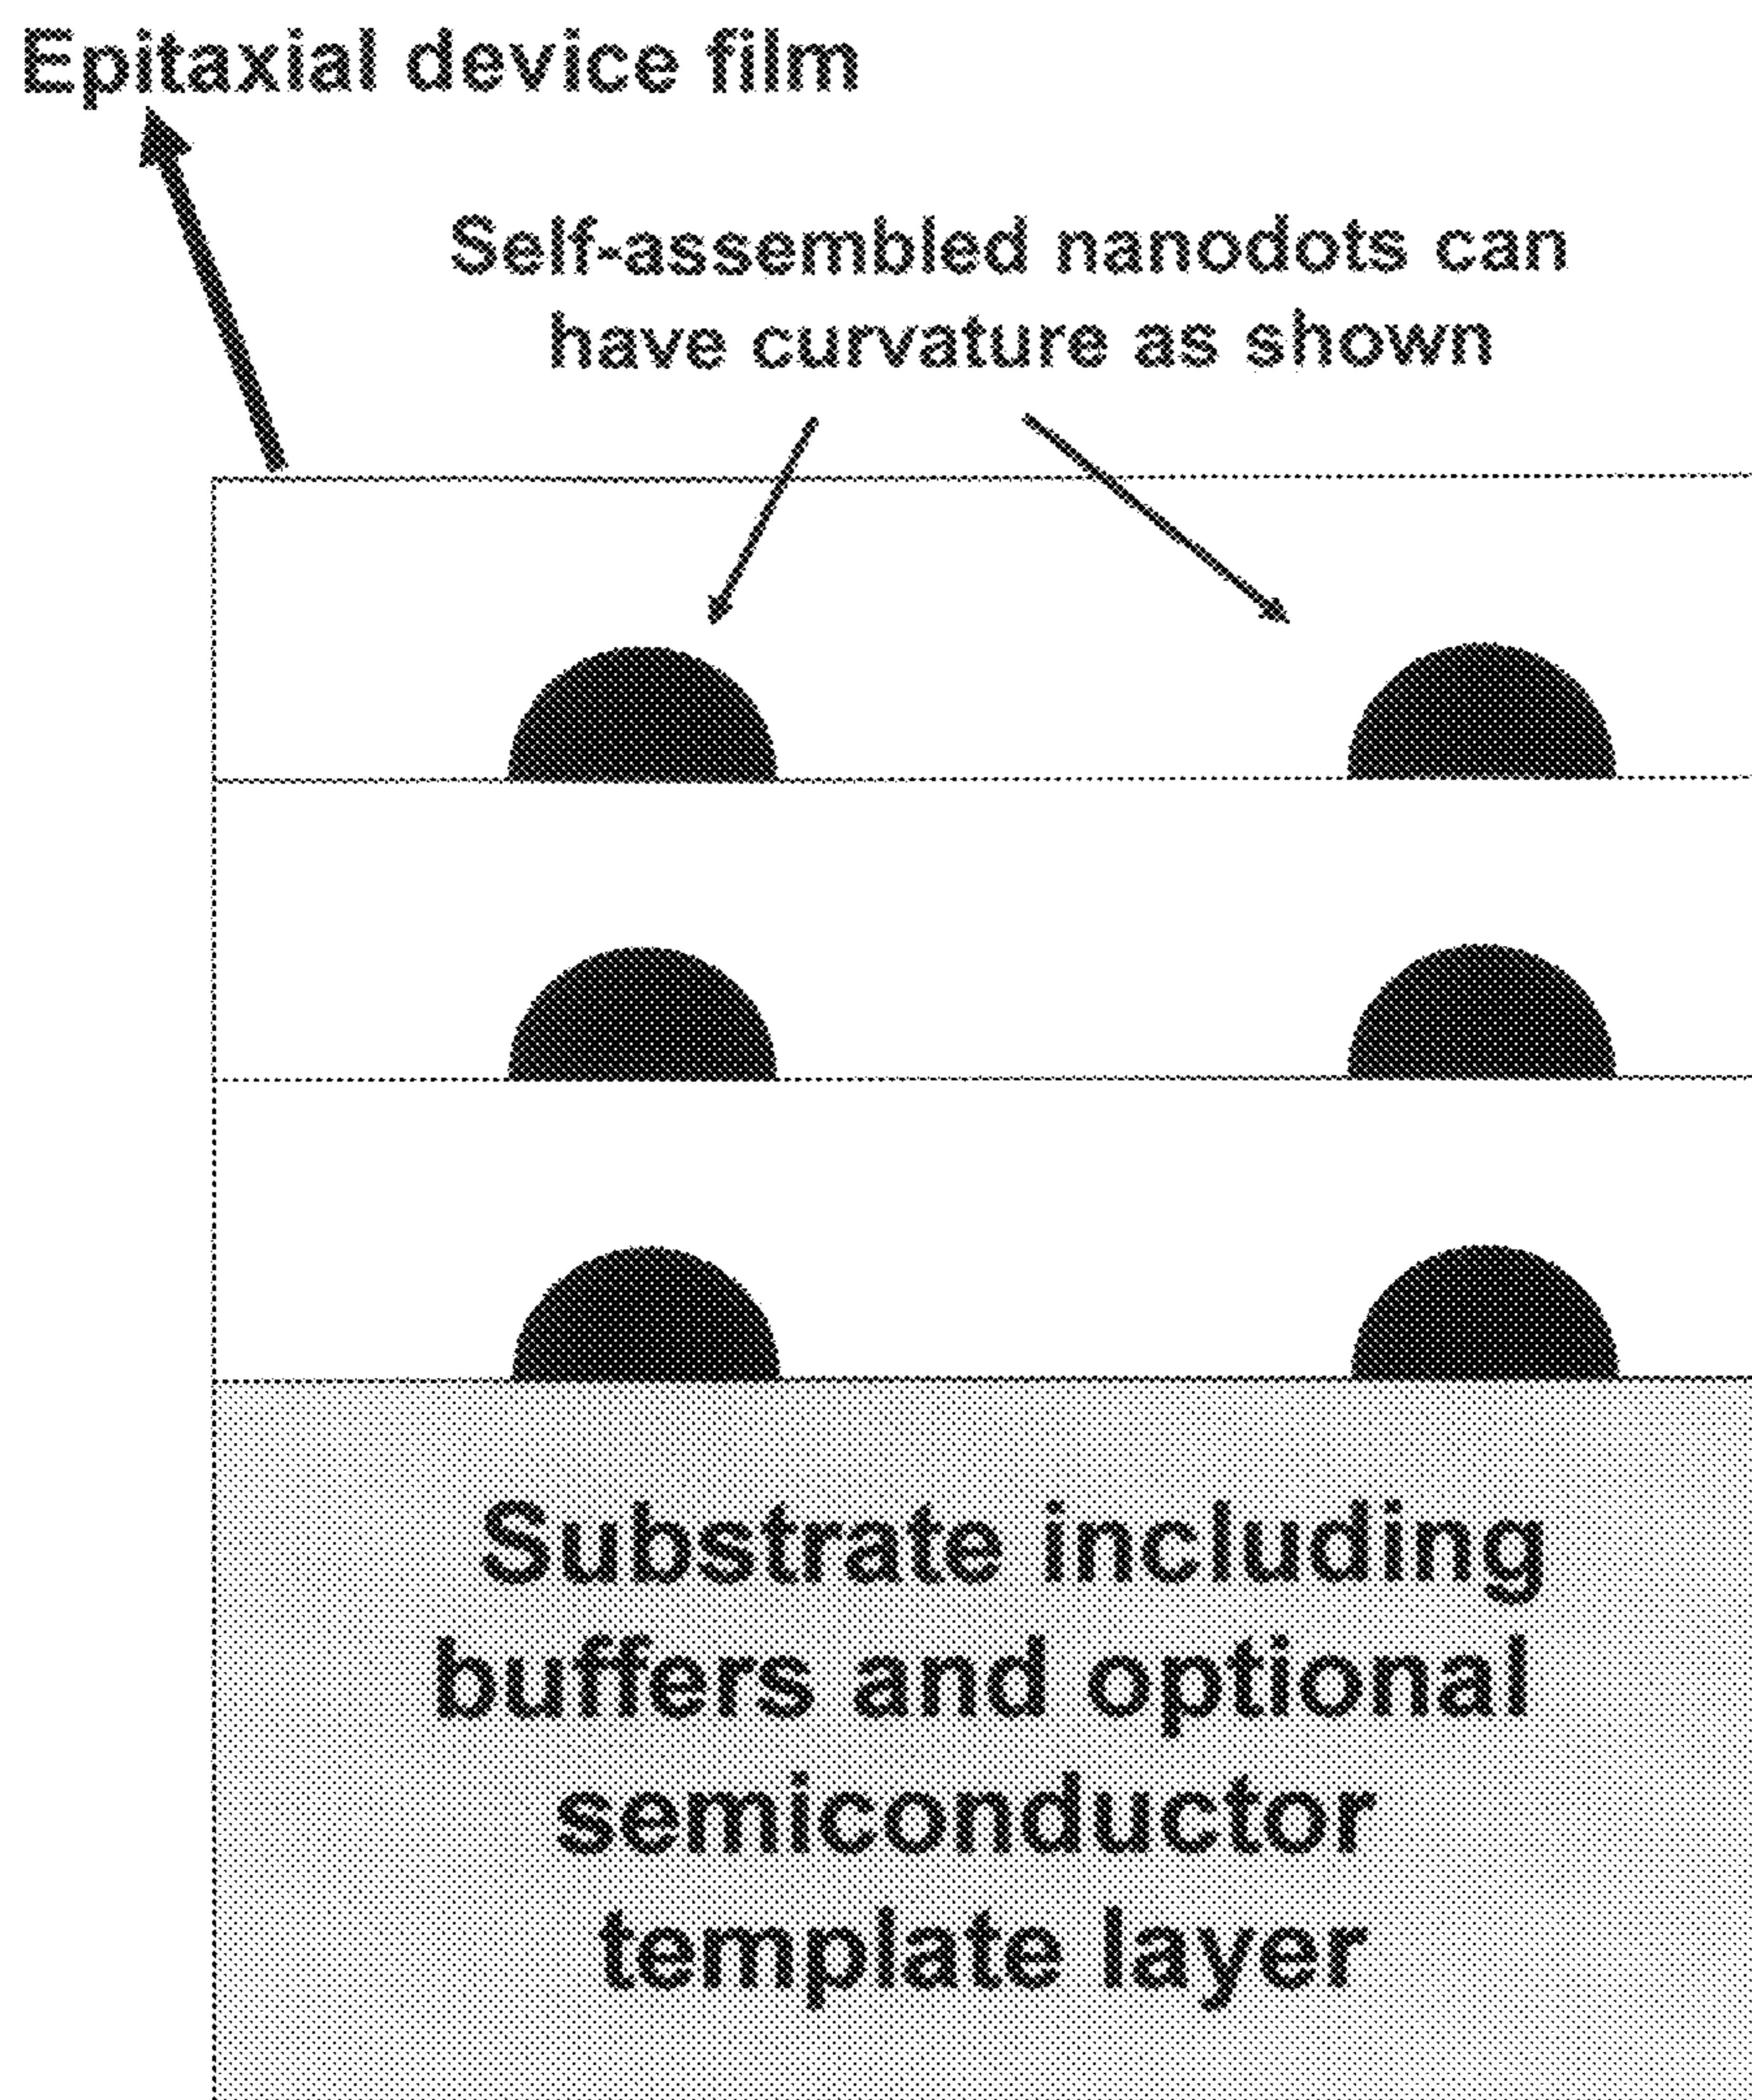 Epitaxial device film
Self-assembled nanodots can
have curvature as shown
Substrate including
buffers and optional
semiconductor
template layer